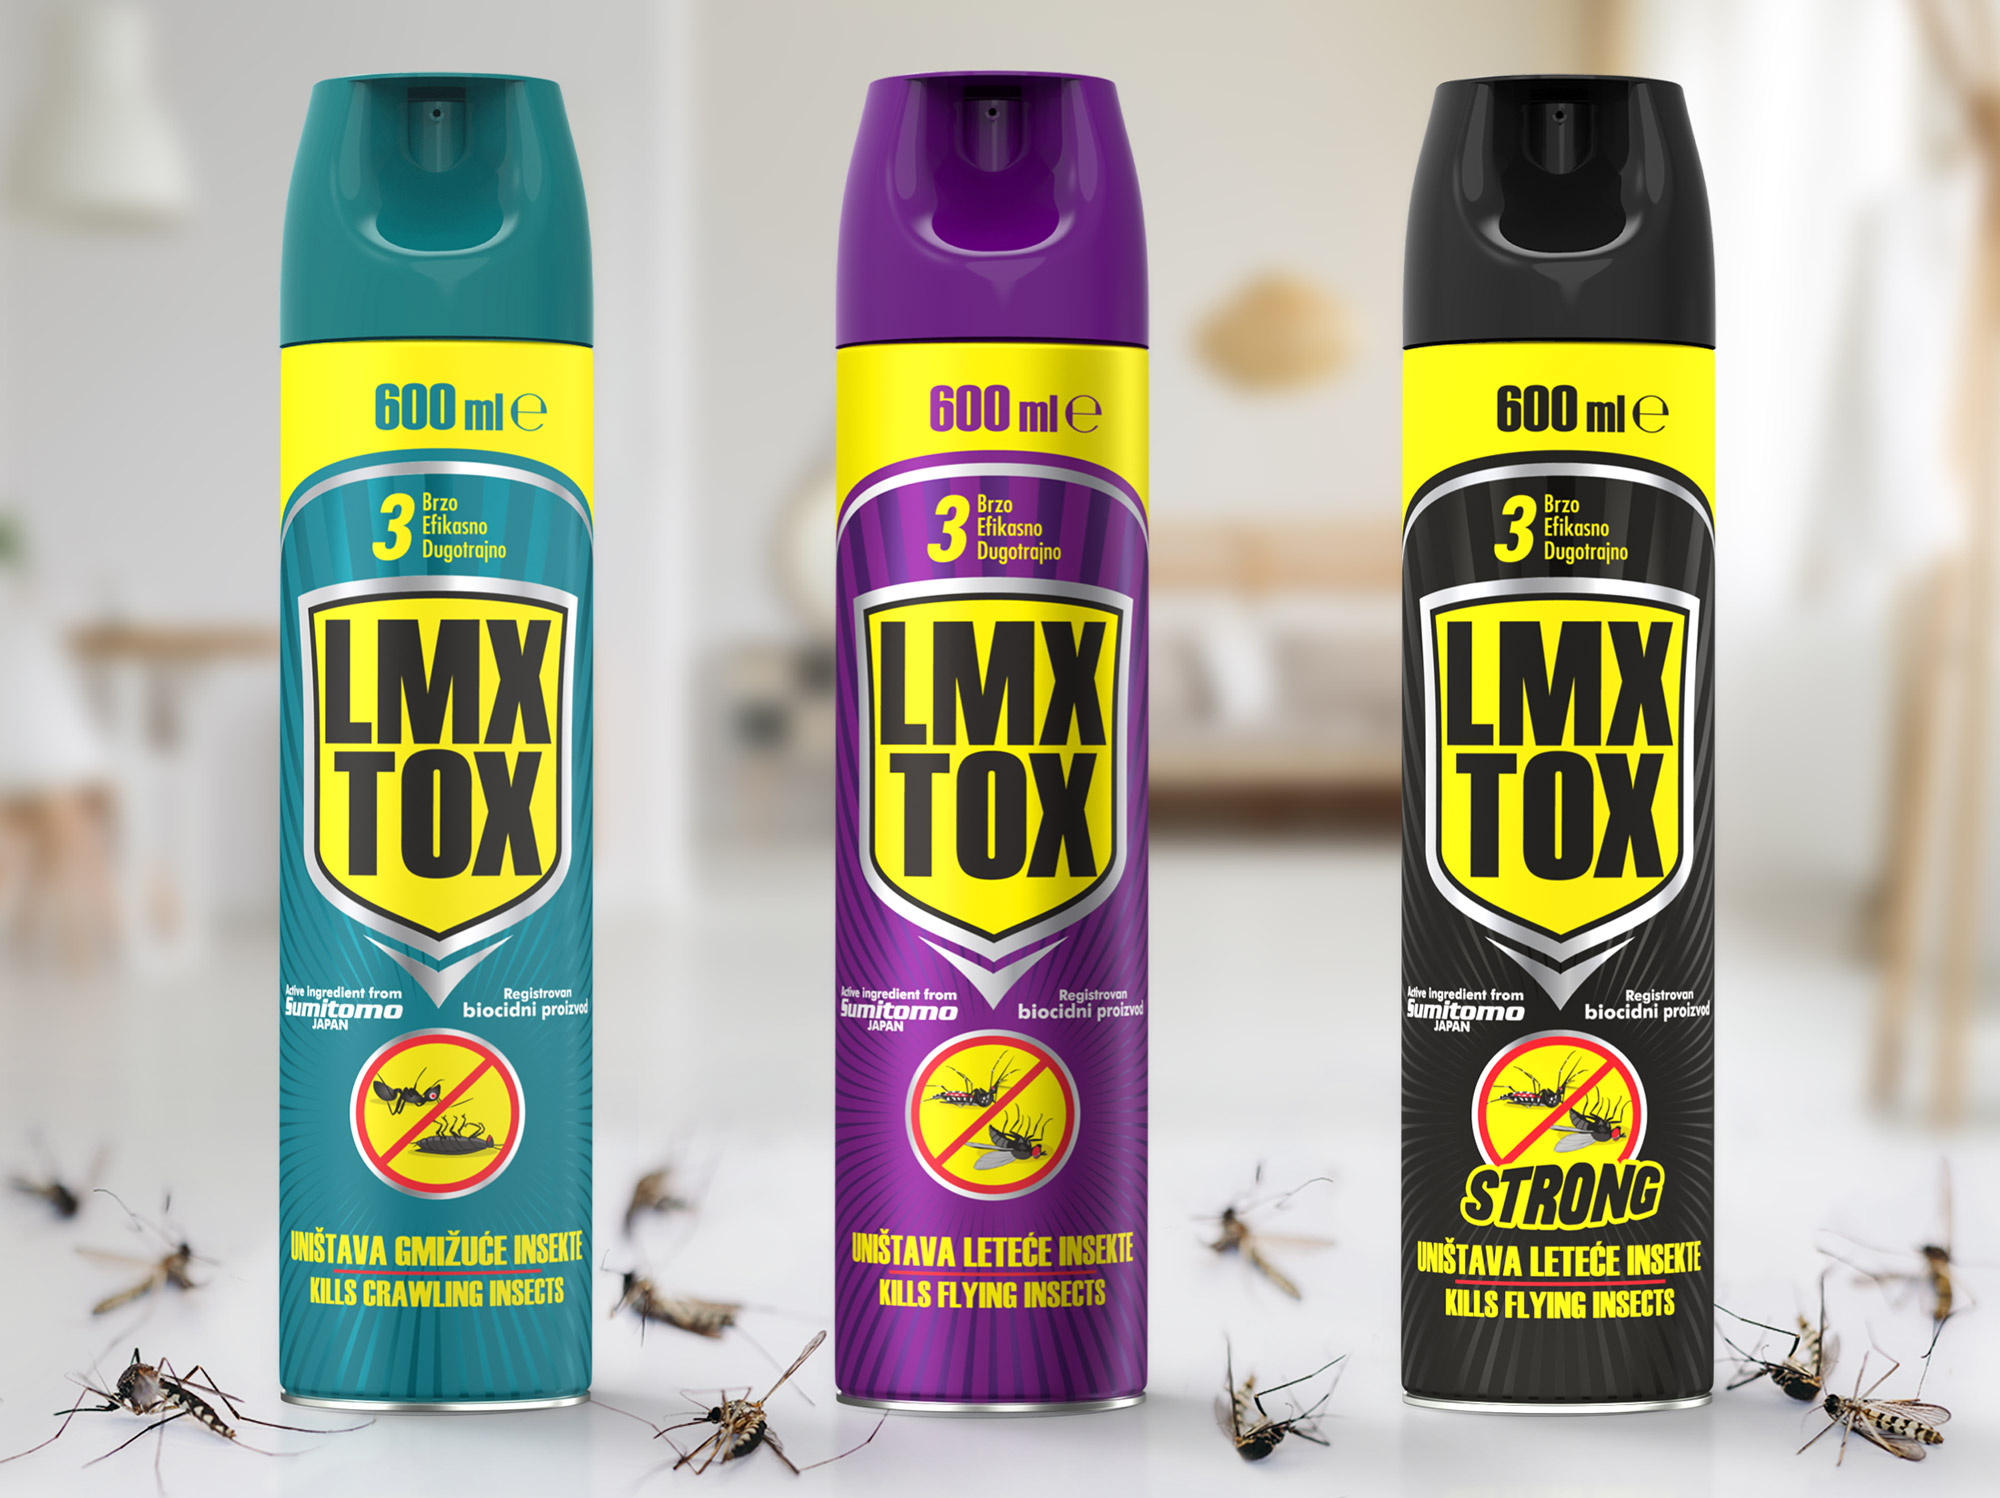 600 ml ℮
3 Brzo
Efikasno
Dugotrajno
LMX
TOX
Active ingredient from
Sumitomo
JAPAN
Registrovan
biocidni proizvod
UNIŠTAVA GMIŽUĆE INSEKTE
KILLS CRAWLING INSECTS
600 ml ℮
3 Brzo
Efikasno
Dugotrajno
LMX
TOX
Active ingredient from
Sumitomo
JAPAN
Registrovan
biocidni proizvod
UNIŠTAVA LETEĆE INSEKTE
KILLS FLYING INSECTS
600 ml ℮
3 Brzo
Efikasno
Dugotrajno
LMX
TOX
Active ingredient from
Sumitomo
JAPAN
Registrovan
biocidni proizvod
STRONG
UNIŠTAVA LETEĆE INSEKTE
KILLS FLYING INSECTS